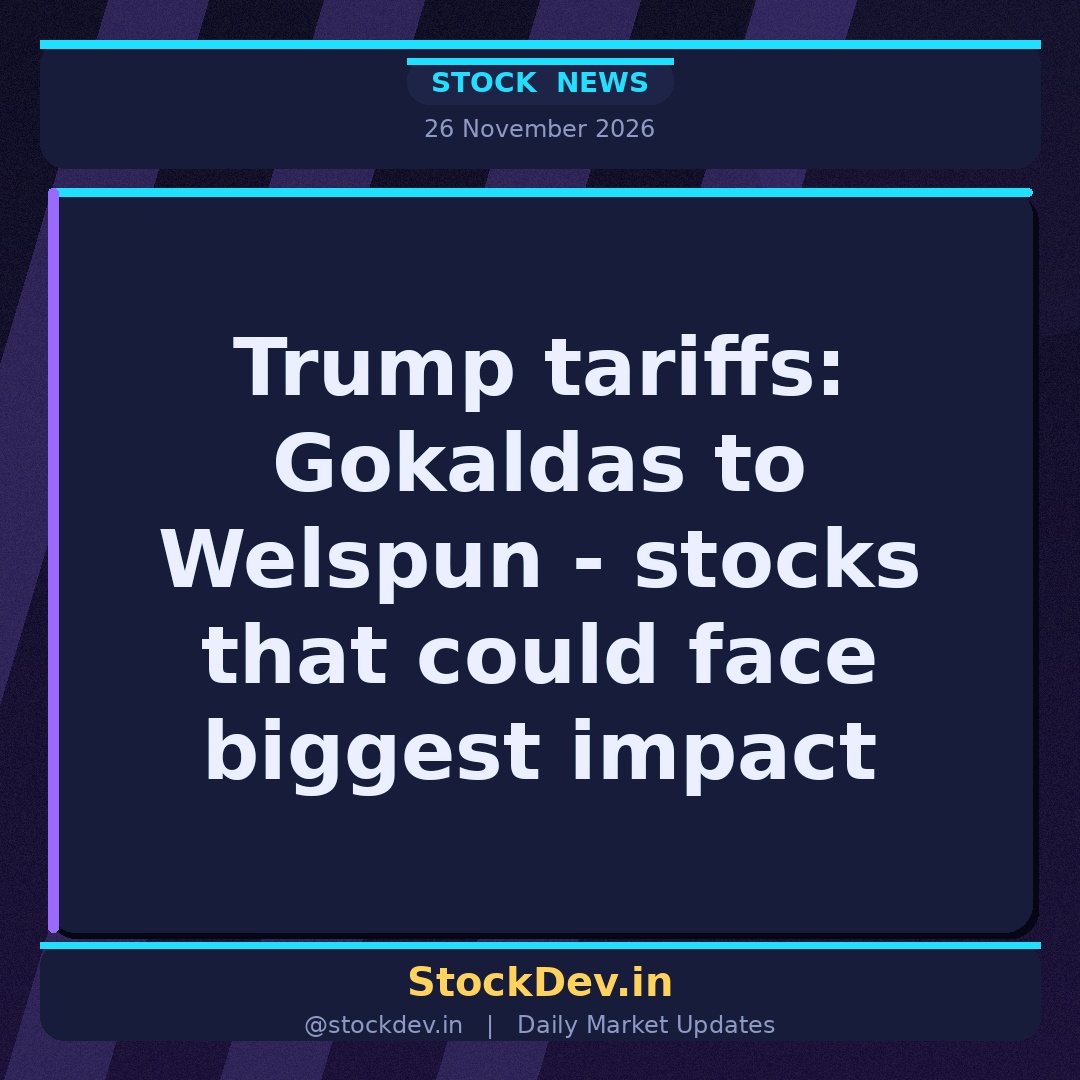 STOCK NEWS
26 November 2026
Trump tariffs:
Gokaldas to
Welspun - stocks
that could face
biggest impact
StockDev.in
@stockdev.in | Daily Market Updates